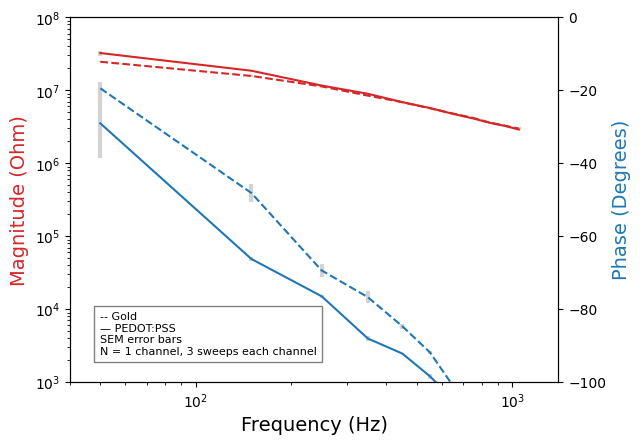 10^8
10^7
10^6
10^5
10^4
10^3
Magnitude (Ohm)
0
−20
−40
−60
−80
−100
Phase (Degrees)
-- Gold
— PEDOT:PSS
SEM error bars
N = 1 channel, 3 sweeps each channel
10^2
10^3
Frequency (Hz)